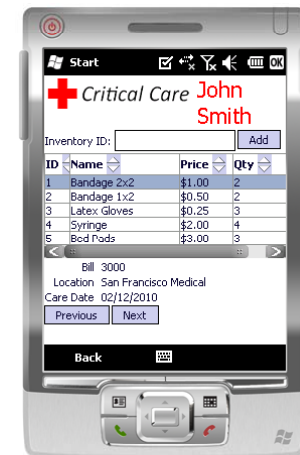 Start OK
Critical Care John
Smith
Inventory ID: Add
ID Name Price Qty
1 Bandage 2x2 $1.00 2
2 Bandage 1x2 $0.50 2
3 Latex Gloves $0.25 3
4 Syringe $2.00 4
5 Bed Pads $3.00 3
Bill 3000
Location San Francisco Medical
Care Date 02/12/2010
Previous Next
Back